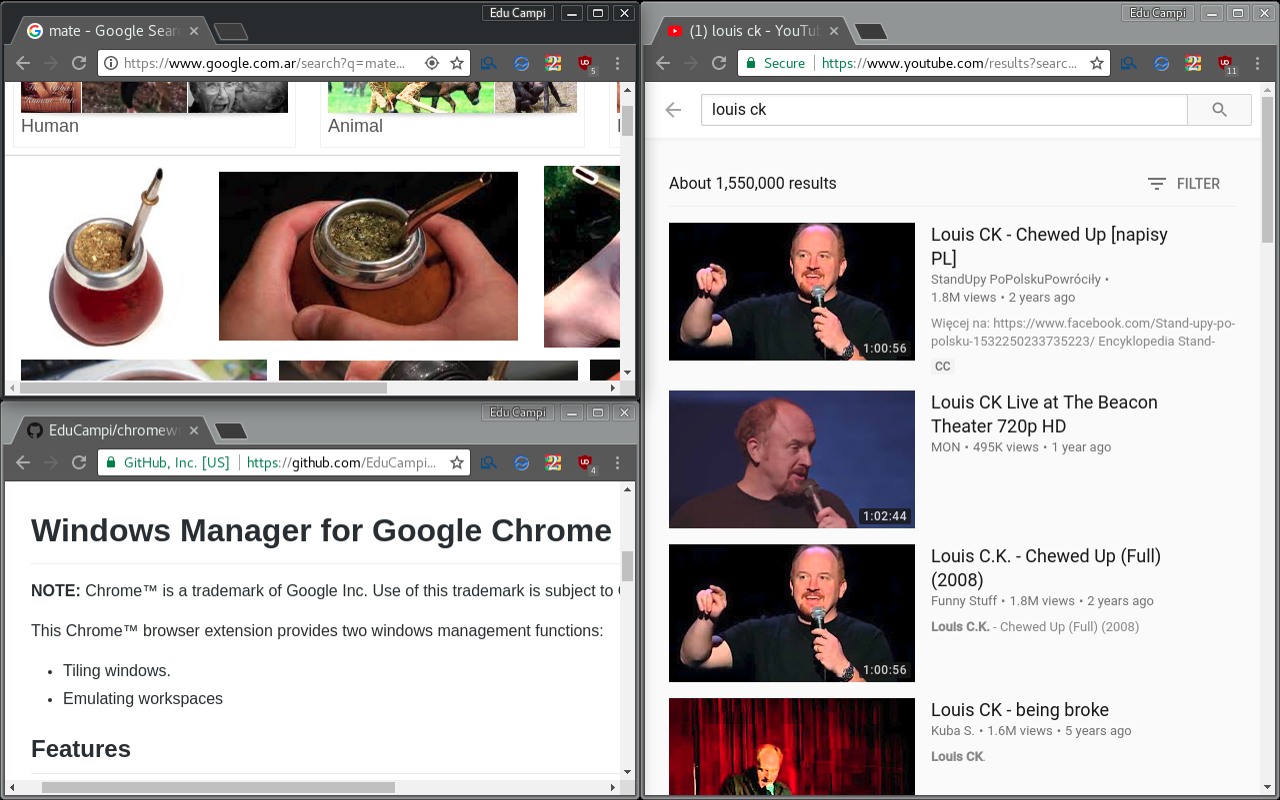 Edu Campi
mate - Google Sear
https://www.google.com.ar/search?q=mate...
5
Human Mate
Human
Animal
Edu Campi
EduCampi/chromew
GitHub, Inc. [US]
https://github.com/EduCampi...
4
Windows Manager for Google Chrome
NOTE: Chrome™ is a trademark of Google Inc. Use of this trademark is subject to
This Chrome™ browser extension provides two windows management functions:
• Tiling windows.
• Emulating workspaces
Features
Edu Campi
(1) louis ck - YouTub
Secure
https://www.youtube.com/results?searc...
11
louis ck
About 1,550,000 results
FILTER
1:00:56
Louis CK - Chewed Up [napisy
PL]
StandUpy PoPolskuPowróciły •
1.8M views • 2 years ago
Więcej na: https://www.facebook.com/Stand-upy-po-
polsku-1532250233735223/ Encyklopedia Stand-
CC
1:02:44
Louis CK Live at The Beacon
Theater 720p HD
MON • 495K views • 1 year ago
1:00:56
Louis C.K. - Chewed Up (Full)
(2008)
Funny Stuff • 1.8M views • 2 years ago
Louis C.K. - Chewed Up (Full) (2008)
Louis CK - being broke
Kuba S. • 1.6M views • 5 years ago
Louis CK.